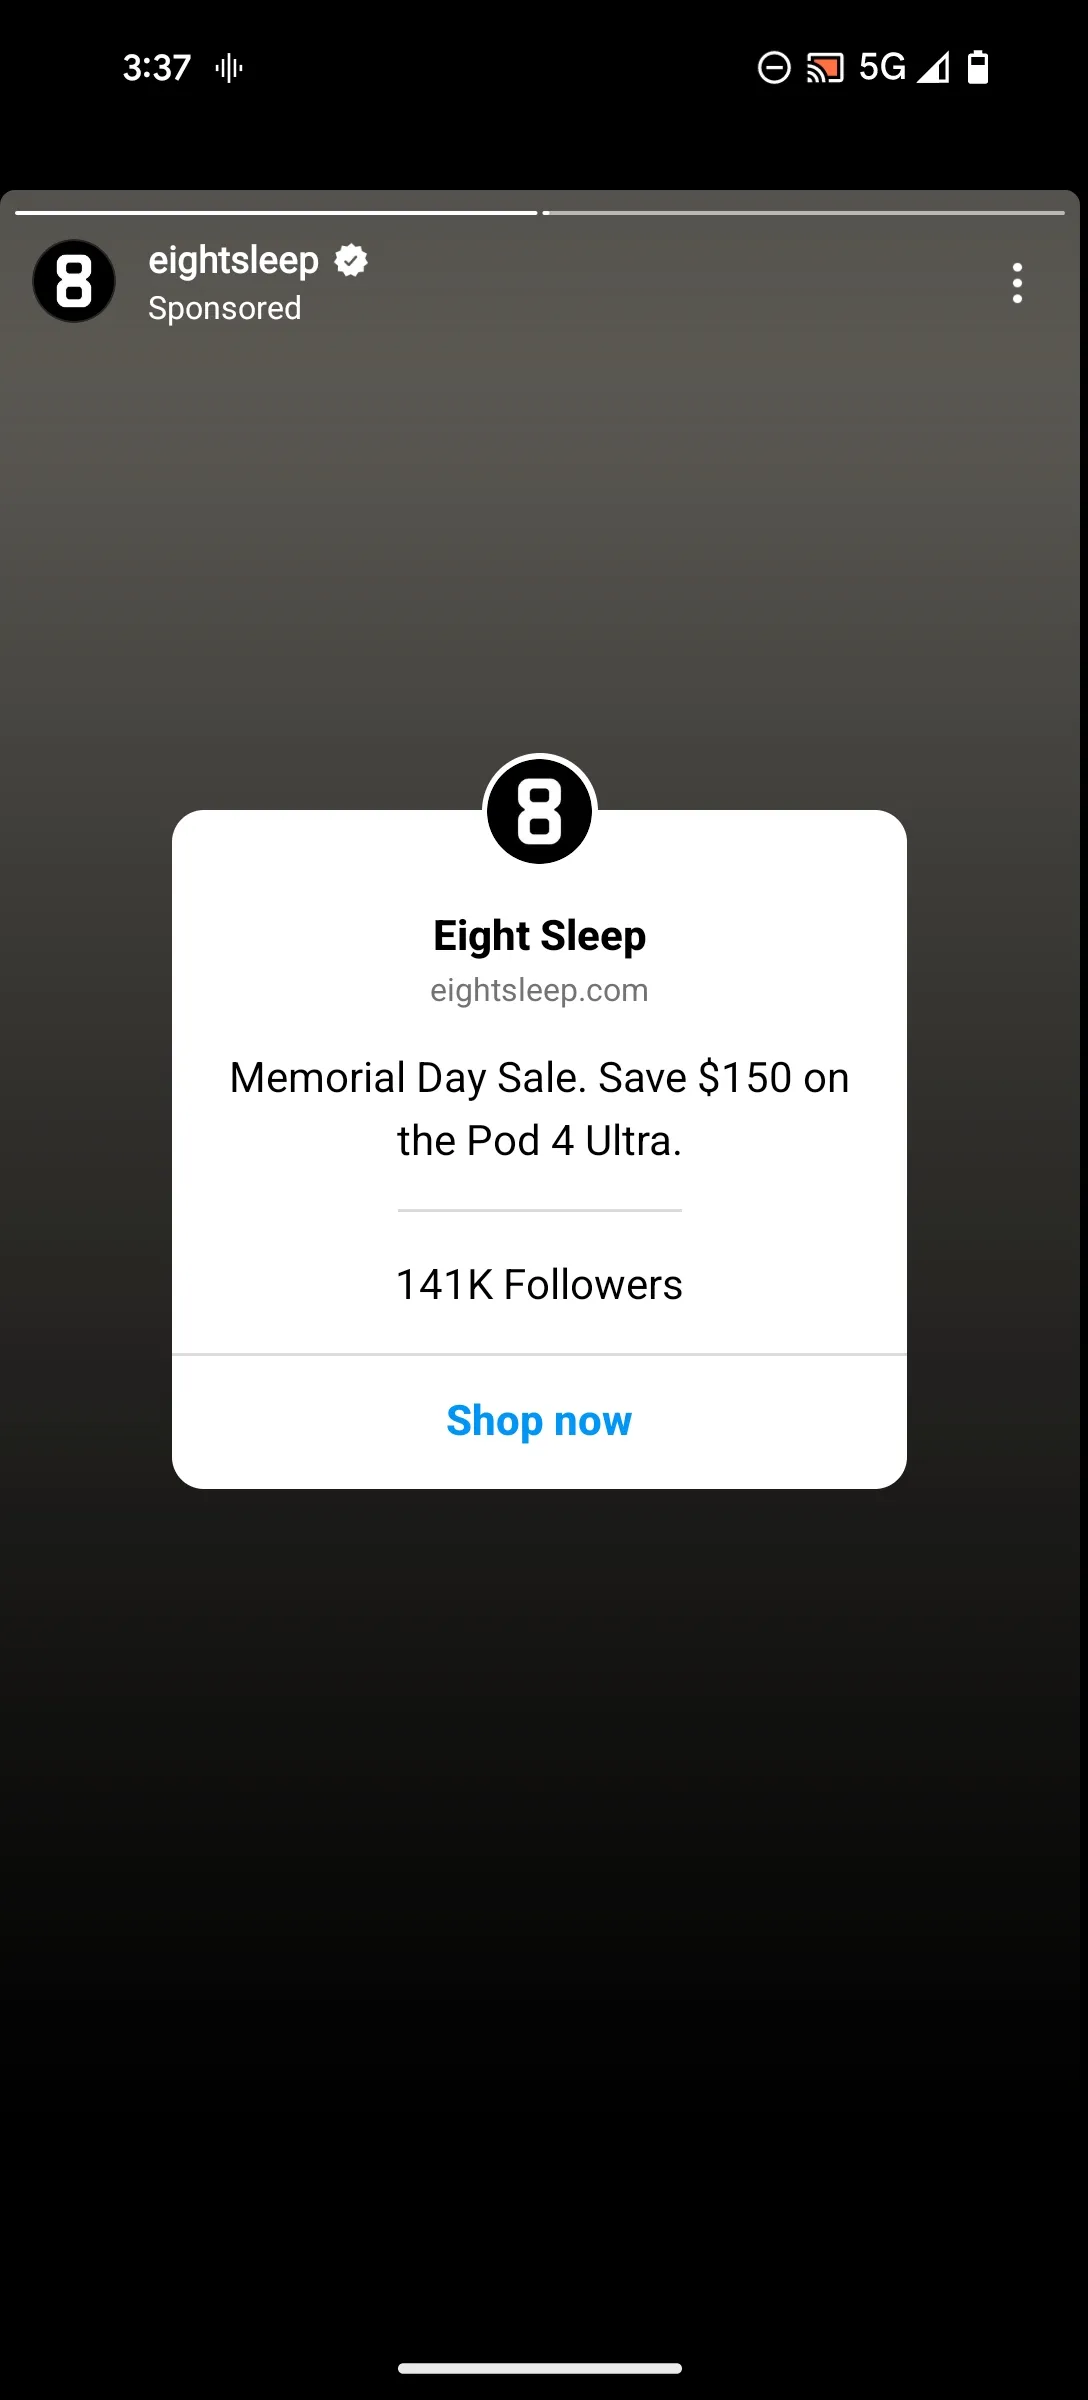 3:37
5G
8
eightsleep
Sponsored
8
Eight Sleep
eightsleep.com
Memorial Day Sale. Save $150 on
the Pod 4 Ultra.
141K Followers
Shop now